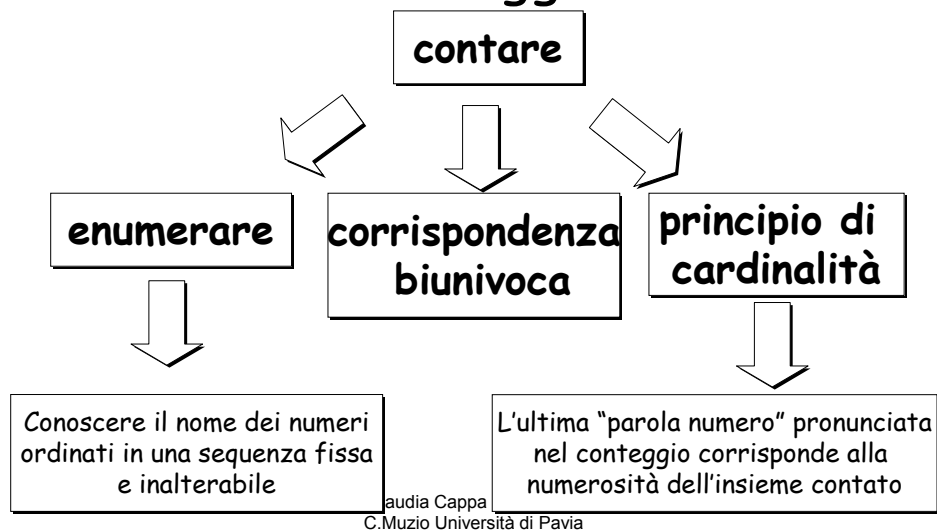 contare
enumerare
corrispondenza
biunivoca
principio di
cardinalità
Conoscere il nome dei numeri
ordinati in una sequenza fissa
e inalterabile
L'ultima "parola numero" pronunciata
nel conteggio corrisponde alla
numerosità dell'insieme contato
audia Cappa
C.Muzio Università di Pavia